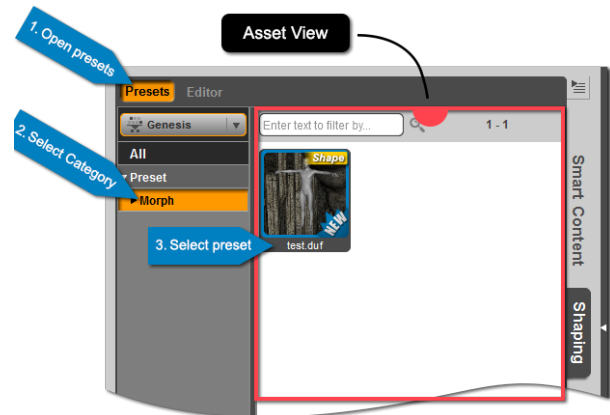 1. Open presets
Asset View
Presets Editor
Genesis
Enter text to filter by...
1 - 1
2. Select Category
All
Preset
Morph
Shape
NEW
3. Select preset
test.duf
Smart Content
Shaping